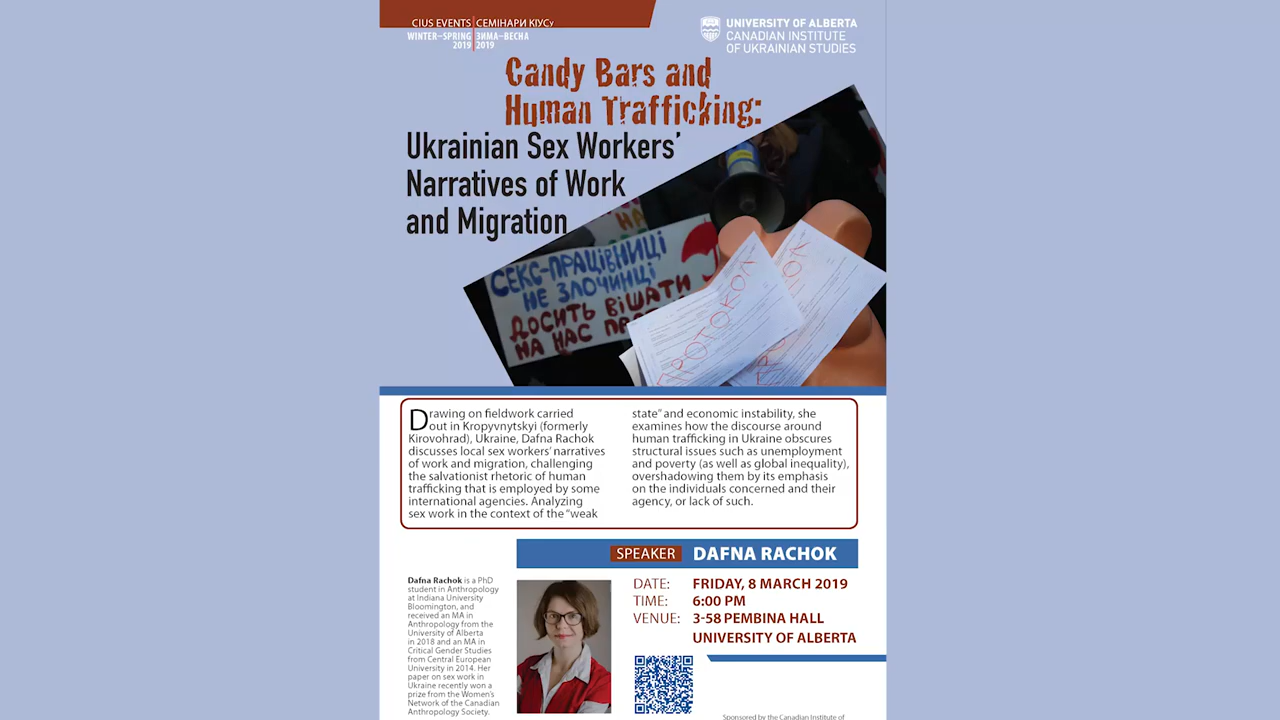 CIUS EVENTS СЕМІНАРИ КІУСу
WINTER–SPRING ЗИМА–ВЕСНА
2019 2019
UNIVERSITY OF ALBERTA
CANADIAN INSTITUTE
OF UKRAINIAN STUDIES
Candy Bars and
Human Trafficking:
Ukrainian Sex Workers’
Narratives of Work
and Migration
НА
СЕКС-ПРАЦІВНИЦІ
НЕ ЗЛОЧИНЦІ
ДОСИТЬ ВІШАТИ
НА НАС
ПРОТОКОЛ
Drawing on fieldwork carried
out in Kropyvnytskyi (formerly
Kirovohrad), Ukraine, Dafna Rachok
discusses local sex workers’ narratives
of work and migration, challenging
the salvationist rhetoric of human
trafficking that is employed by some
international agencies. Analyzing
sex work in the context of the “weak
state” and economic instability, she
examines how the discourse around
human trafficking in Ukraine obscures
structural issues such as unemployment
and poverty (as well as global inequality),
overshadowing them by its emphasis
on the individuals concerned and their
agency, or lack of such.
SPEAKER DAFNA RACHOK
Dafna Rachok is a PhD
student in Anthropology
at Indiana University
Bloomington, and
received an MA in
Anthropology from the
University of Alberta
in 2018 and an MA in
Critical Gender Studies
from Central European
University in 2014. Her
paper on sex work in
Ukraine recently won a
prize from the Women’s
Network of the Canadian
Anthropology Society.
DATE: FRIDAY, 8 MARCH 2019
TIME: 6:00 PM
VENUE: 3-58 PEMBINA HALL
UNIVERSITY OF ALBERTA
Sponsored by the Canadian Institute of